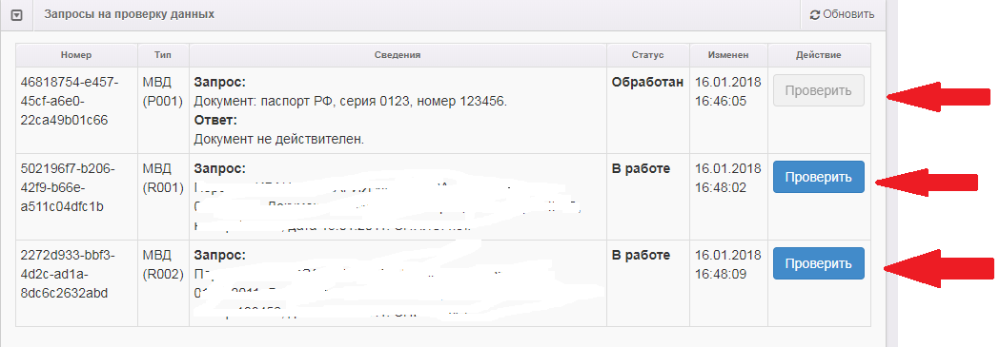 Запросы на проверку данных
Обновить
Номер Тип Сведения Статус Изменен Действие
46818754-e457-
45cf-a6e0-
22ca49b01c66
МВД
(P001)
Запрос:
Документ: паспорт РФ, серия 0123, номер 123456.
Ответ:
Документ не действителен.
Обработан
16.01.2018
16:46:05
Проверить
502196f7-b206-
42f9-b66e-
a511c04dfc1b
МВД
(R001)
Запрос:
В работе
16.01.2018
16:48:02
Проверить
2272d933-bbf3-
4d2c-ad1a-
8dc6c2632abd
МВД
(R002)
Запрос:
В работе
16.01.2018
16:48:09
Проверить